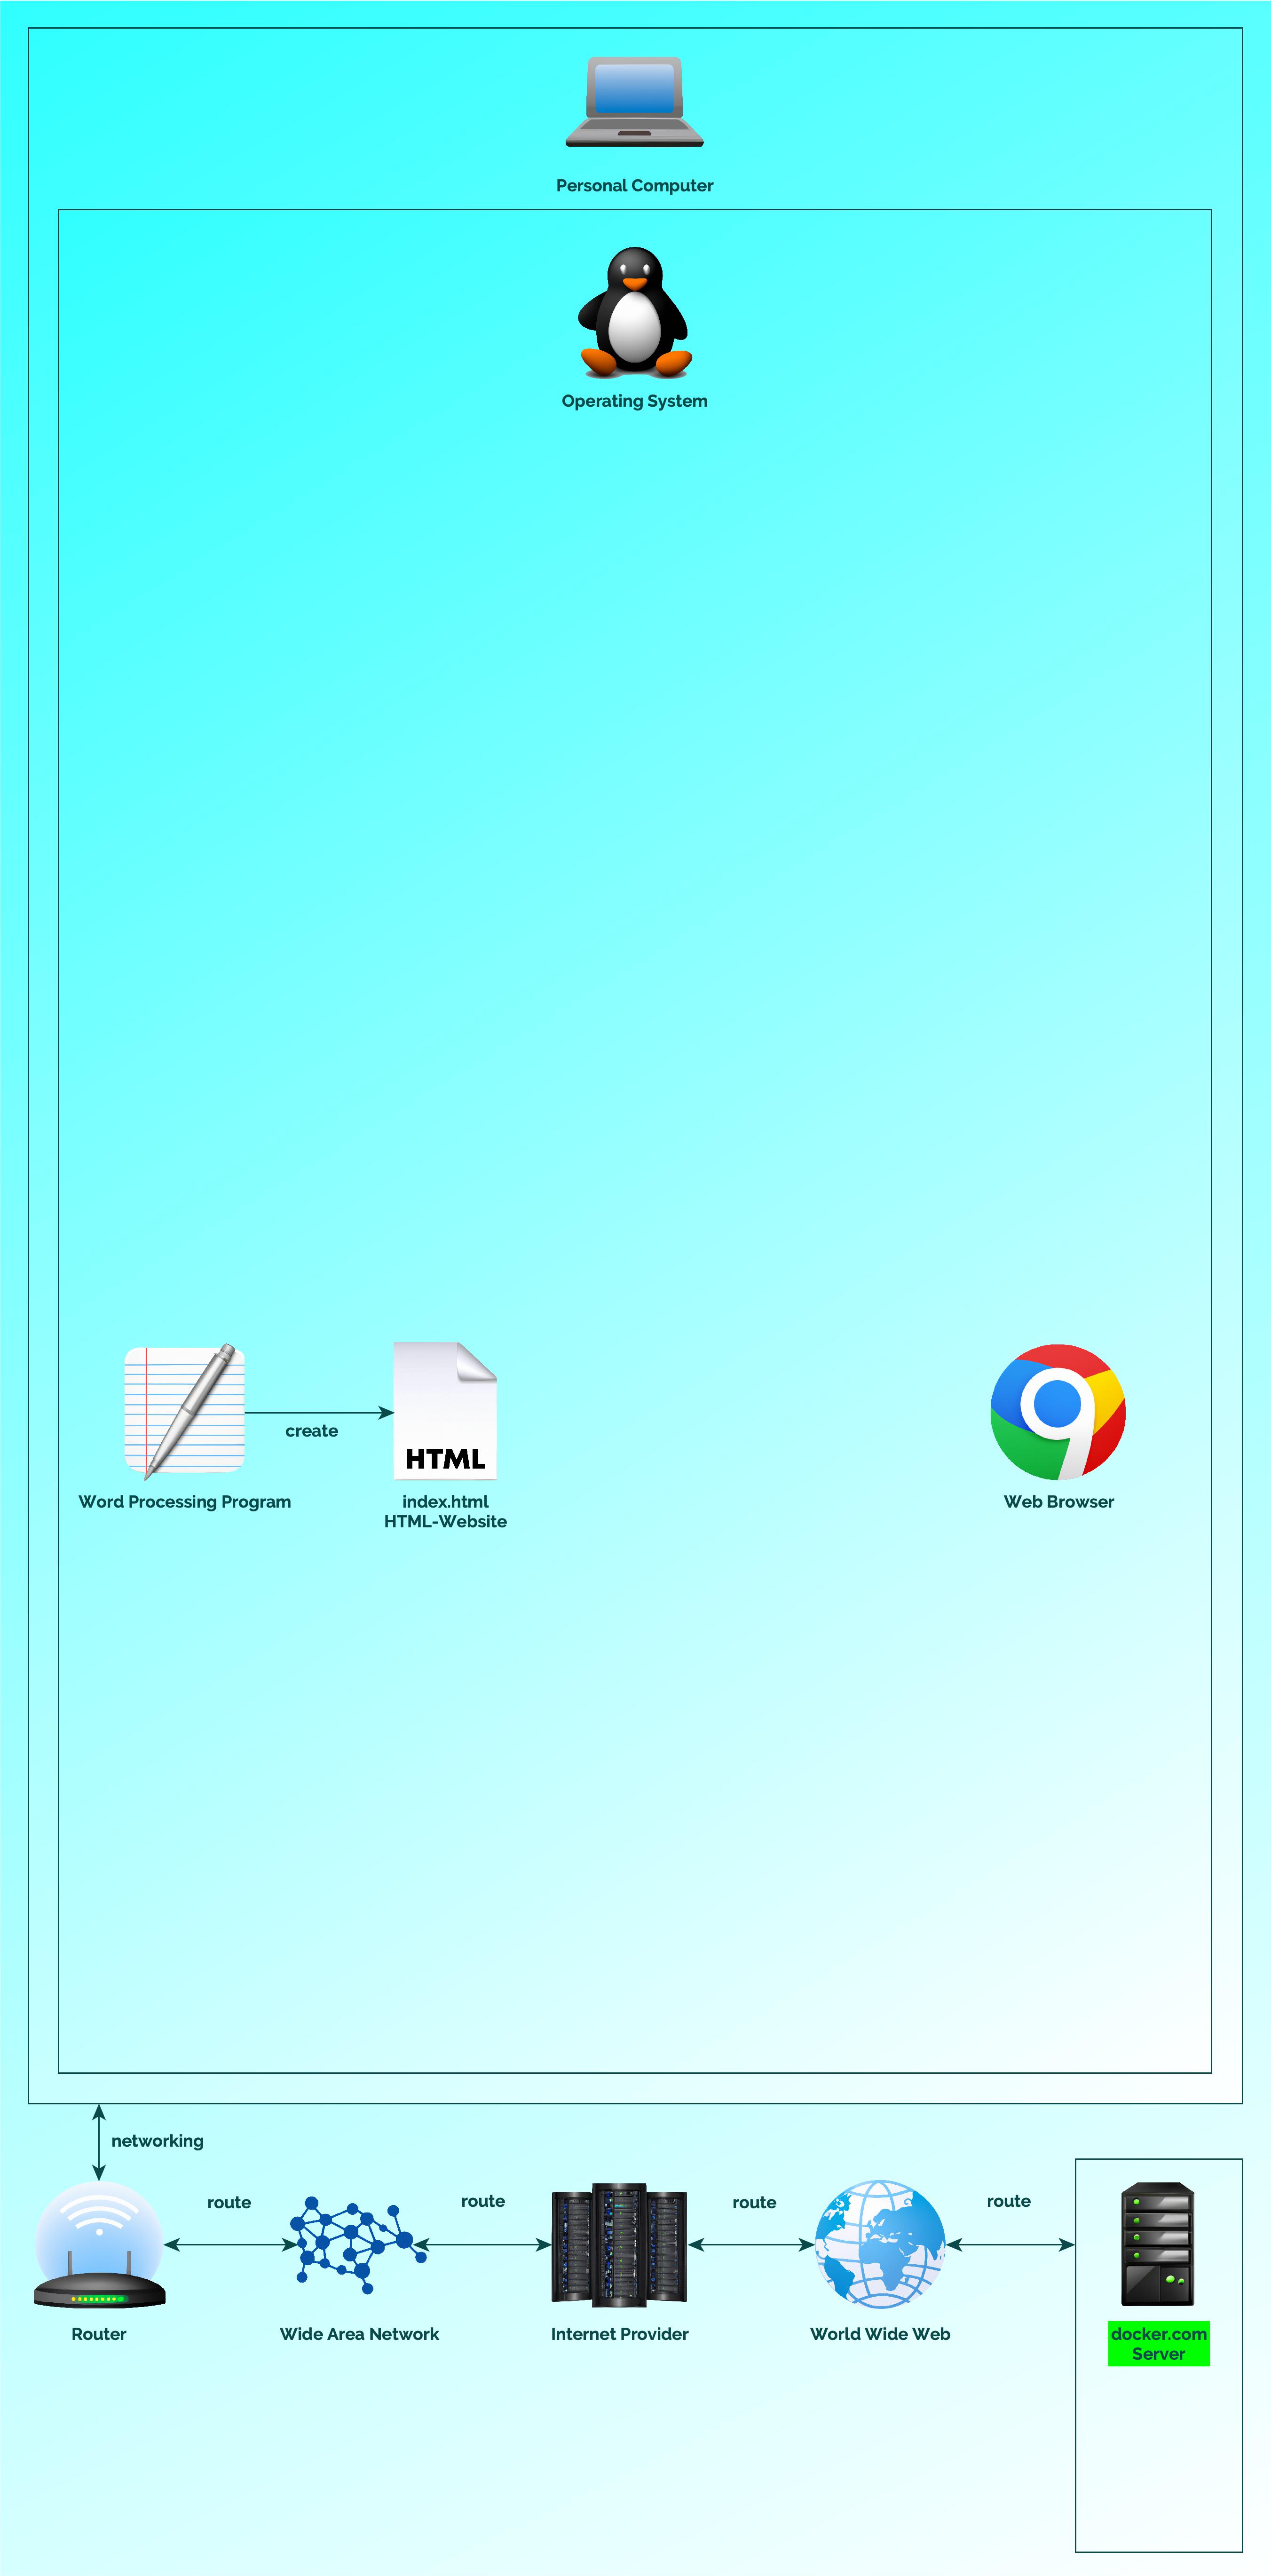 Personal Computer
Operating System
create
HTML
Word Processing Program
index.html
HTML-Website
Web Browser
networking
route
route
route
route
Router
Wide Area Network
Internet Provider
World Wide Web
docker.com
Server